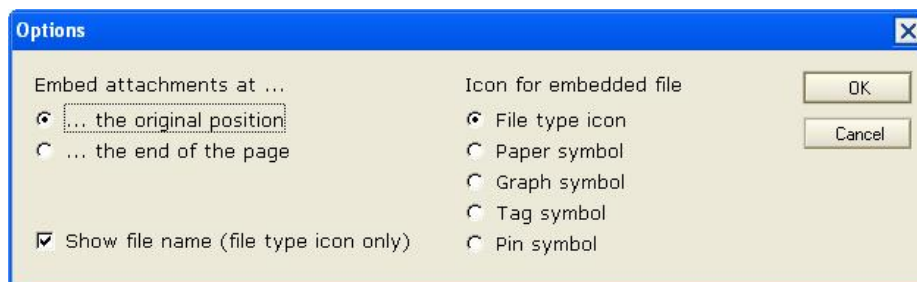 Options
Embed attachments at ...
... the original position
... the end of the page
Show file name (file type icon only)
Icon for embedded file
File type icon
Paper symbol
Graph symbol
Tag symbol
Pin symbol
OK
Cancel